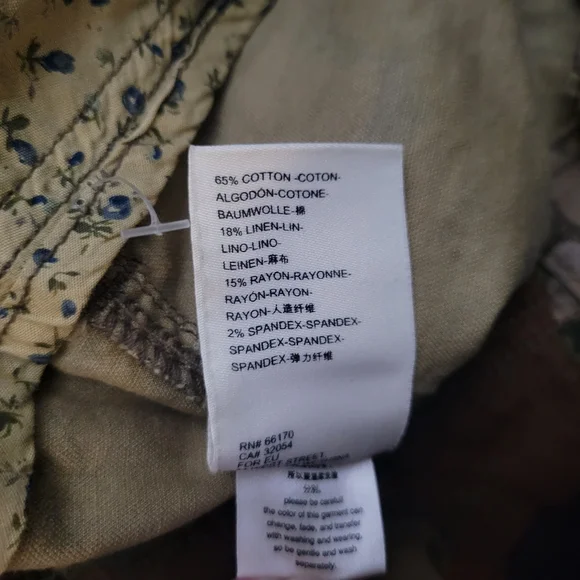 65% COTTON -COTON-
ALGODÓN-COTONE-
BAUMWOLLE-棉
18% LINEN-LIN-
LINO-LINO-
LEINEN-麻布
15% RAYON-RAYONNE-
RAYÓN-RAYON-
RAYON-人造纤维
2% SPANDEX-SPANDEX-
SPANDEX-SPANDEX-
SPANDEX-弹力纤维
RN# 66170
CA# 32054
FOR EU
STREET
please be careful!
the color of this garment can
change, fade, and transfer
with washing and wearing,
so be gentle and wash
separately.